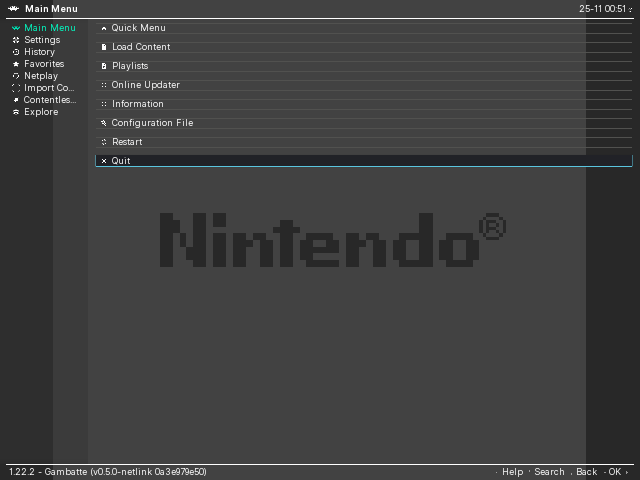 Main Menu
25-11 00:51
Main Menu
Settings
History
Favorites
Netplay
Import Co...
Contentles...
Explore
Quick Menu
Load Content
Playlists
Online Updater
Information
Configuration File
Restart
Quit
Nintendo®
1.22.2 - Gambatte (v0.5.0-netlink 0a3e979e50)
Help Search Back OK